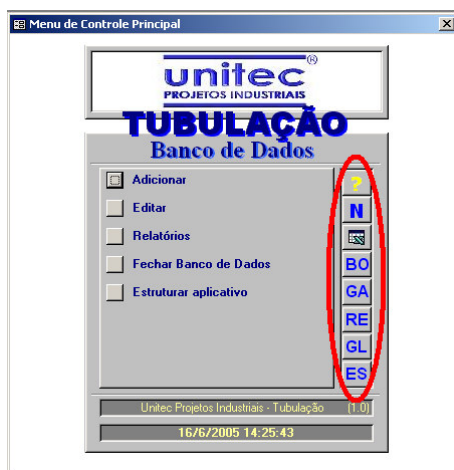 Menu de Controle Principal
unitec®
PROJETOS INDUSTRIAIS
TUBULAÇÃO
Banco de Dados
Adicionar
Editar
Relatórios
Fechar Banco de Dados
Estruturar aplicativo
?
N
BO
GA
RE
GL
ES
Unitec Projetos Industriais - Tubulação (1.0)
16/6/2005 14:25:43